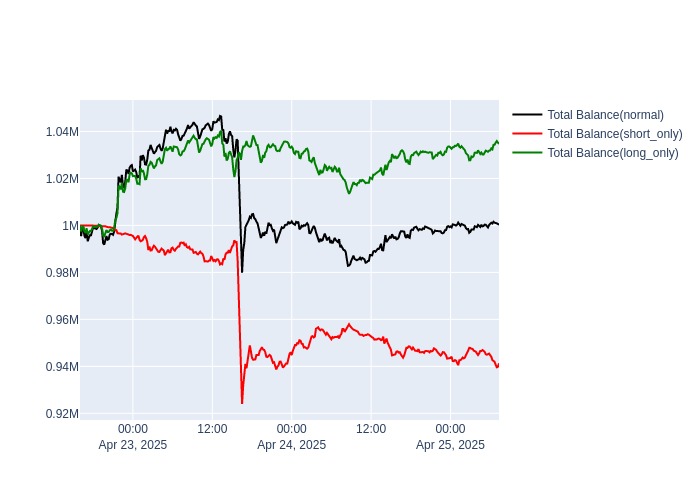 Total Balance(normal)
Total Balance(short_only)
Total Balance(long_only)
1.04M
1.02M
1M
0.98M
0.96M
0.94M
0.92M
00:00 12:00 00:00 12:00 00:00
Apr 23, 2025 Apr 24, 2025 Apr 25, 2025